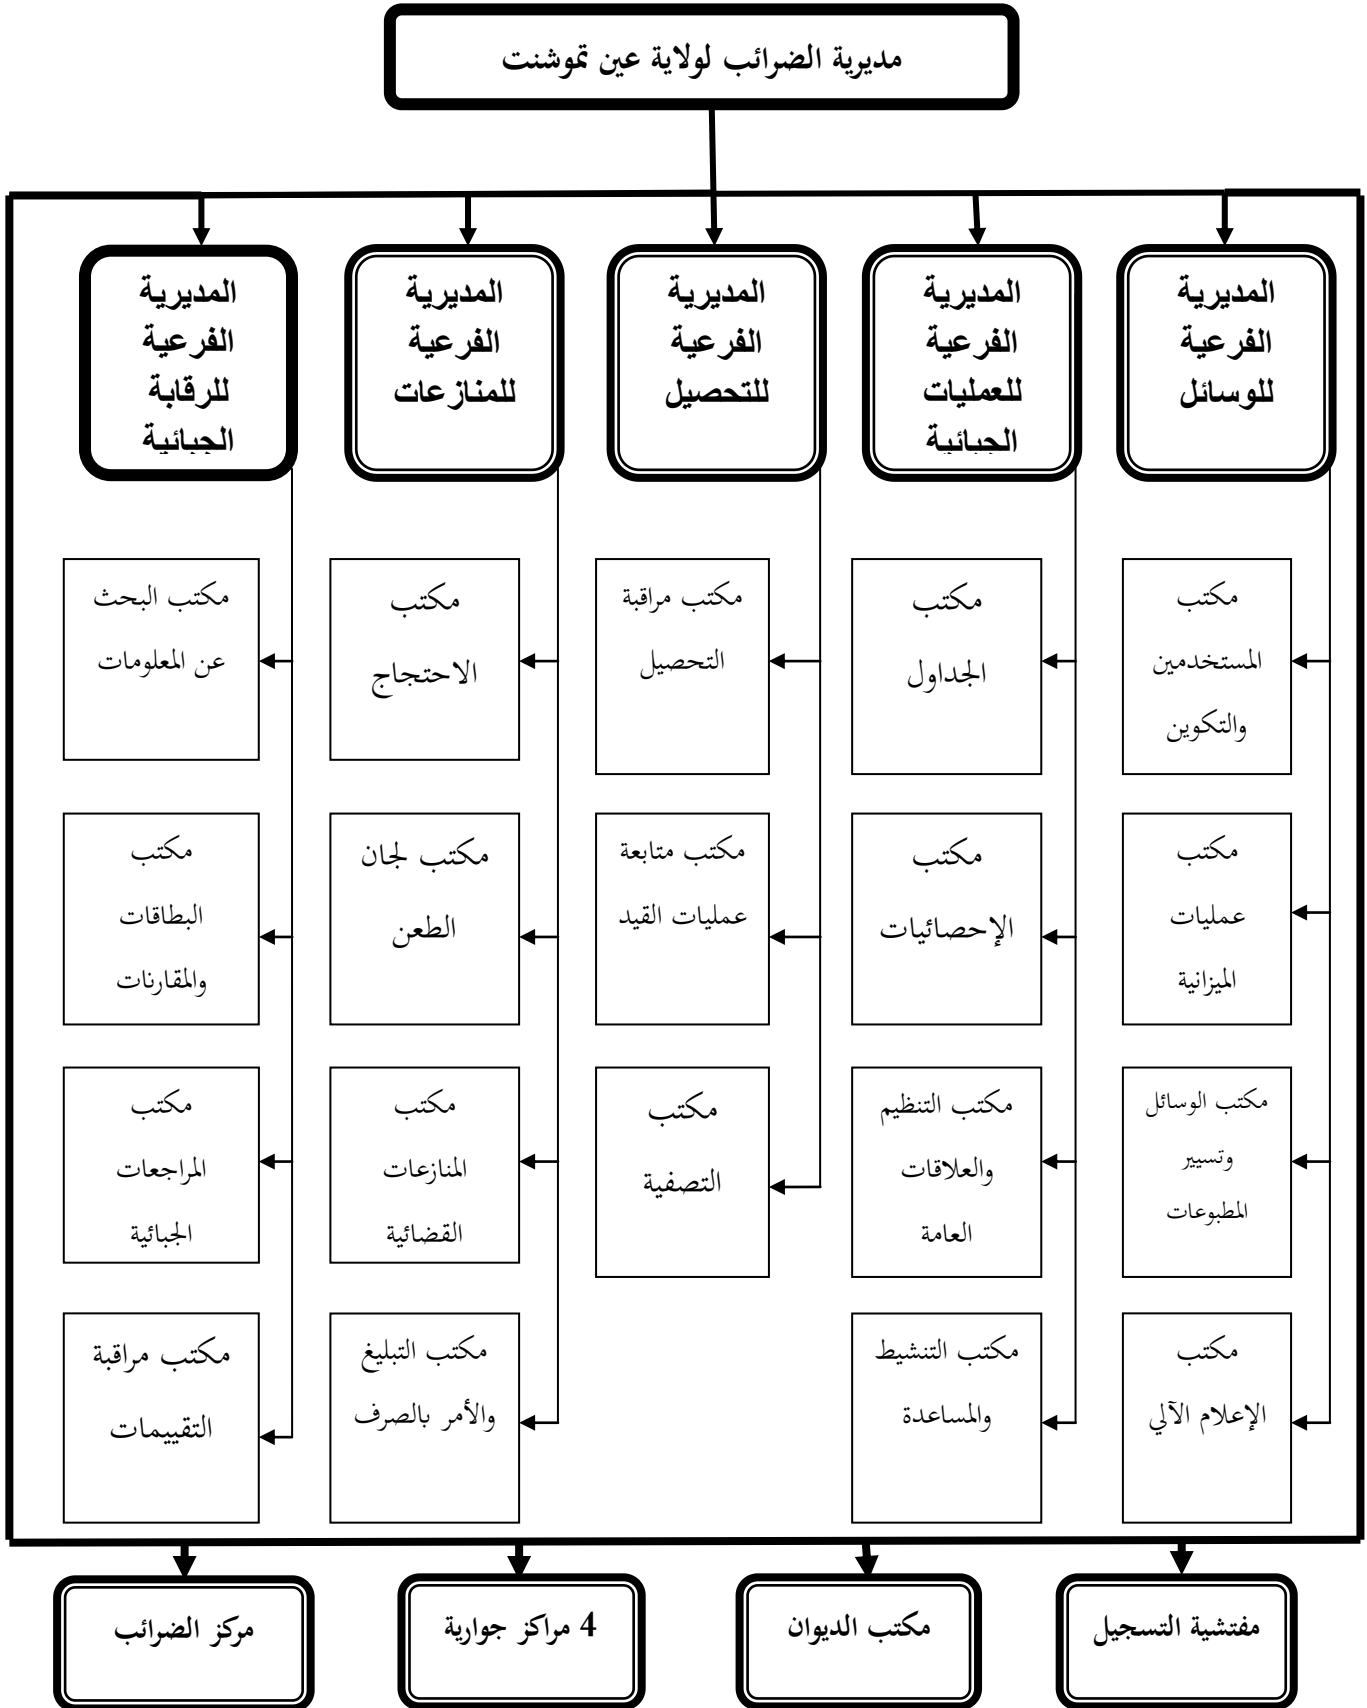 مديرية الضرائب لولاية عين تموشنت
المديرية
الفرعية
للوسائل
المديرية
الفرعية
للعمليات
الجبائية
المديرية
الفرعية
للتحصيل
المديرية
الفرعية
للمنازعات
المديرية
الفرعية
للرقابة
الجبائية
مكتب
المستخدمين
والتكوين
مكتب
الجداول
مكتب مراقبة
التحصيل
مكتب
الاحتجاج
مكتب البحث
عن المعلومات
مكتب
عمليات
الميزانية
مكتب
الإحصائيات
مكتب متابعة
عمليات القيد
مكتب لجان
الطعن
مكتب
البطاقات
والمقارنات
مكتب الوسائل
وتسيير
المطبوعات
مكتب التنظيم
والعلاقات
العامة
مكتب
التصفية
مكتب
المنازعات
القضائية
مكتب
المراجعات
الجبائية
مكتب
الإعلام الآلي
مكتب التنشيط
والمساعدة
مكتب التبليغ
والأمر بالصرف
مكتب مراقبة
التقييمات
مفتشية التسجيل
مكتب الديوان
4 مراكز جوارية
مركز الضرائب